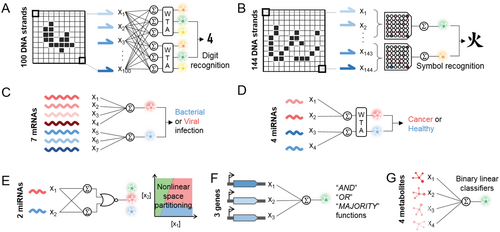 A
100 DNA strands
X₁
X₂
X₃
X₁₀₀
Σ
Σ
Σ
Σ
W
T
A
W
T
A
4
Digit
recognition
B
144 DNA strands
X₁
X₂
X₁₄₃
X₁₄₄
Σ
Σ
火
Symbol recognition
C
7 mRNAs
X₁
X₂
X₃
X₄
X₅
X₆
X₇
Σ
Σ
Bacterial
or Viral
infection
D
4 miRNAs
X₁
X₂
X₃
X₄
Σ
W
T
A
Cancer or
Healthy
E
2 miRNAs
X₁
X₂
Σ
Σ
[x₂]
Nonlinear
space
partitioning
[x₁]
F
3 genes
X₁
X₂
X₃
Σ
"AND"
"OR"
"MAJORITY"
functions
G
4 metabolites
X₁
X₂
X₃
X₄
Σ
Binary linear
classifiers